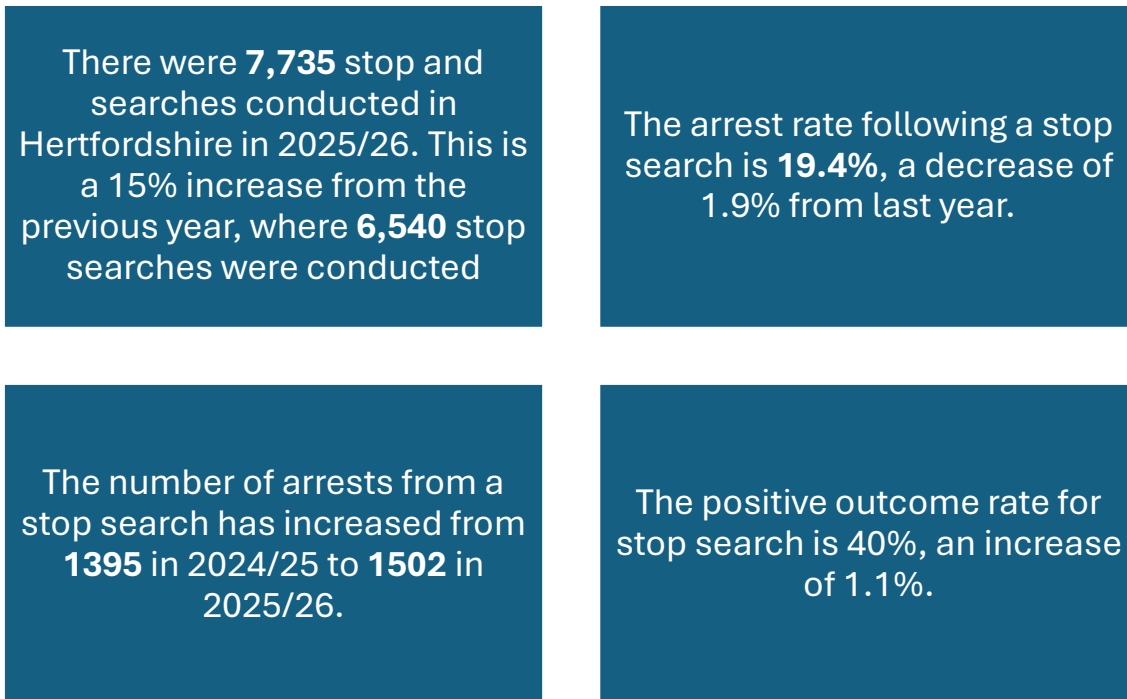 There were 7,735 stop and
searches conducted in
Hertfordshire in 2025/26. This is
a 15% increase from the
previous year, where 6,540 stop
searches were conducted
The arrest rate following a stop
search is 19.4%, a decrease of
1.9% from last year.
The number of arrests from a
stop search has increased from
1395 in 2024/25 to 1502 in
2025/26.
The positive outcome rate for
stop search is 40%, an increase
of 1.1%.